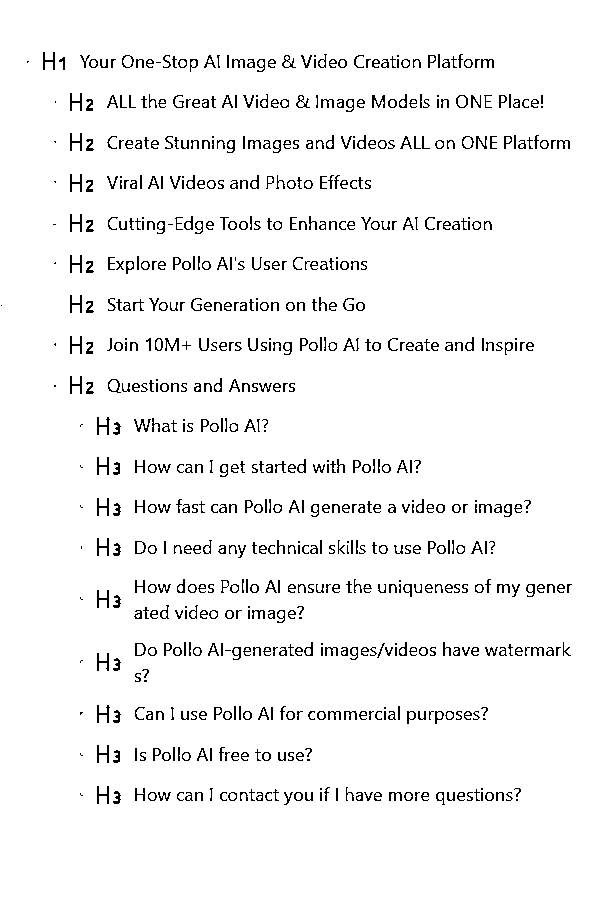 H1 Your One-Stop AI Image & Video Creation Platform
H2 ALL the Great AI Video & Image Models in ONE Place!
H2 Create Stunning Images and Videos ALL on ONE Platform
H2 Viral AI Videos and Photo Effects
H2 Cutting-Edge Tools to Enhance Your AI Creation
H2 Explore Pollo AI's User Creations
H2 Start Your Generation on the Go
H2 Join 10M+ Users Using Pollo AI to Create and Inspire
H2 Questions and Answers
H3 What is Pollo AI?
H3 How can I get started with Pollo AI?
H3 How fast can Pollo AI generate a video or image?
H3 Do I need any technical skills to use Pollo AI?
H3 How does Pollo AI ensure the uniqueness of my gener
ated video or image?
H3 Do Pollo AI-generated images/videos have watermark
s?
H3 Can I use Pollo AI for commercial purposes?
H3 Is Pollo AI free to use?
H3 How can I contact you if I have more questions?